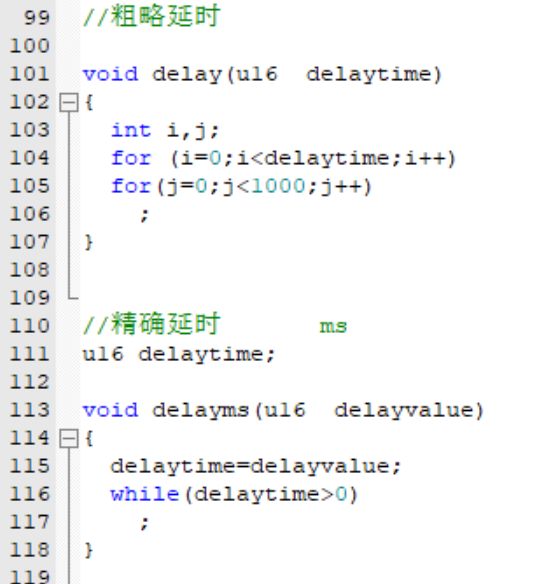 99 //粗略延时
100
101 void delay(u16  delaytime)
102 {
103   int i,j;
104   for (i=0;i<delaytime;i++)
105   for(j=0;j<1000;j++)
106     ;
107 }
108
109
110 //精确延时      ms
111 u16 delaytime;
112
113 void delayms(u16  delayvalue)
114 {
115   delaytime=delayvalue;
116   while(delaytime>0)
117     ;
118 }
119